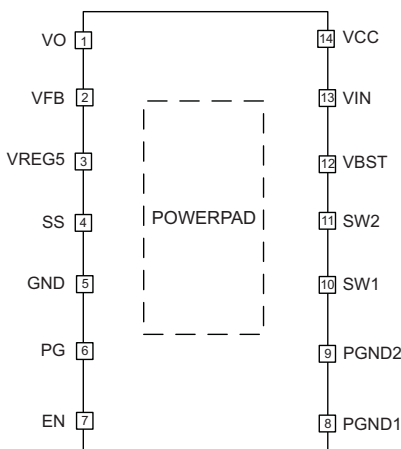 VO 1 14 VCC
VFB 2 13 VIN
VREG5 3 12 VBST
SS 4 POWERPAD 11 SW2
GND 5 10 SW1
PG 6 9 PGND2
EN 7 8 PGND1